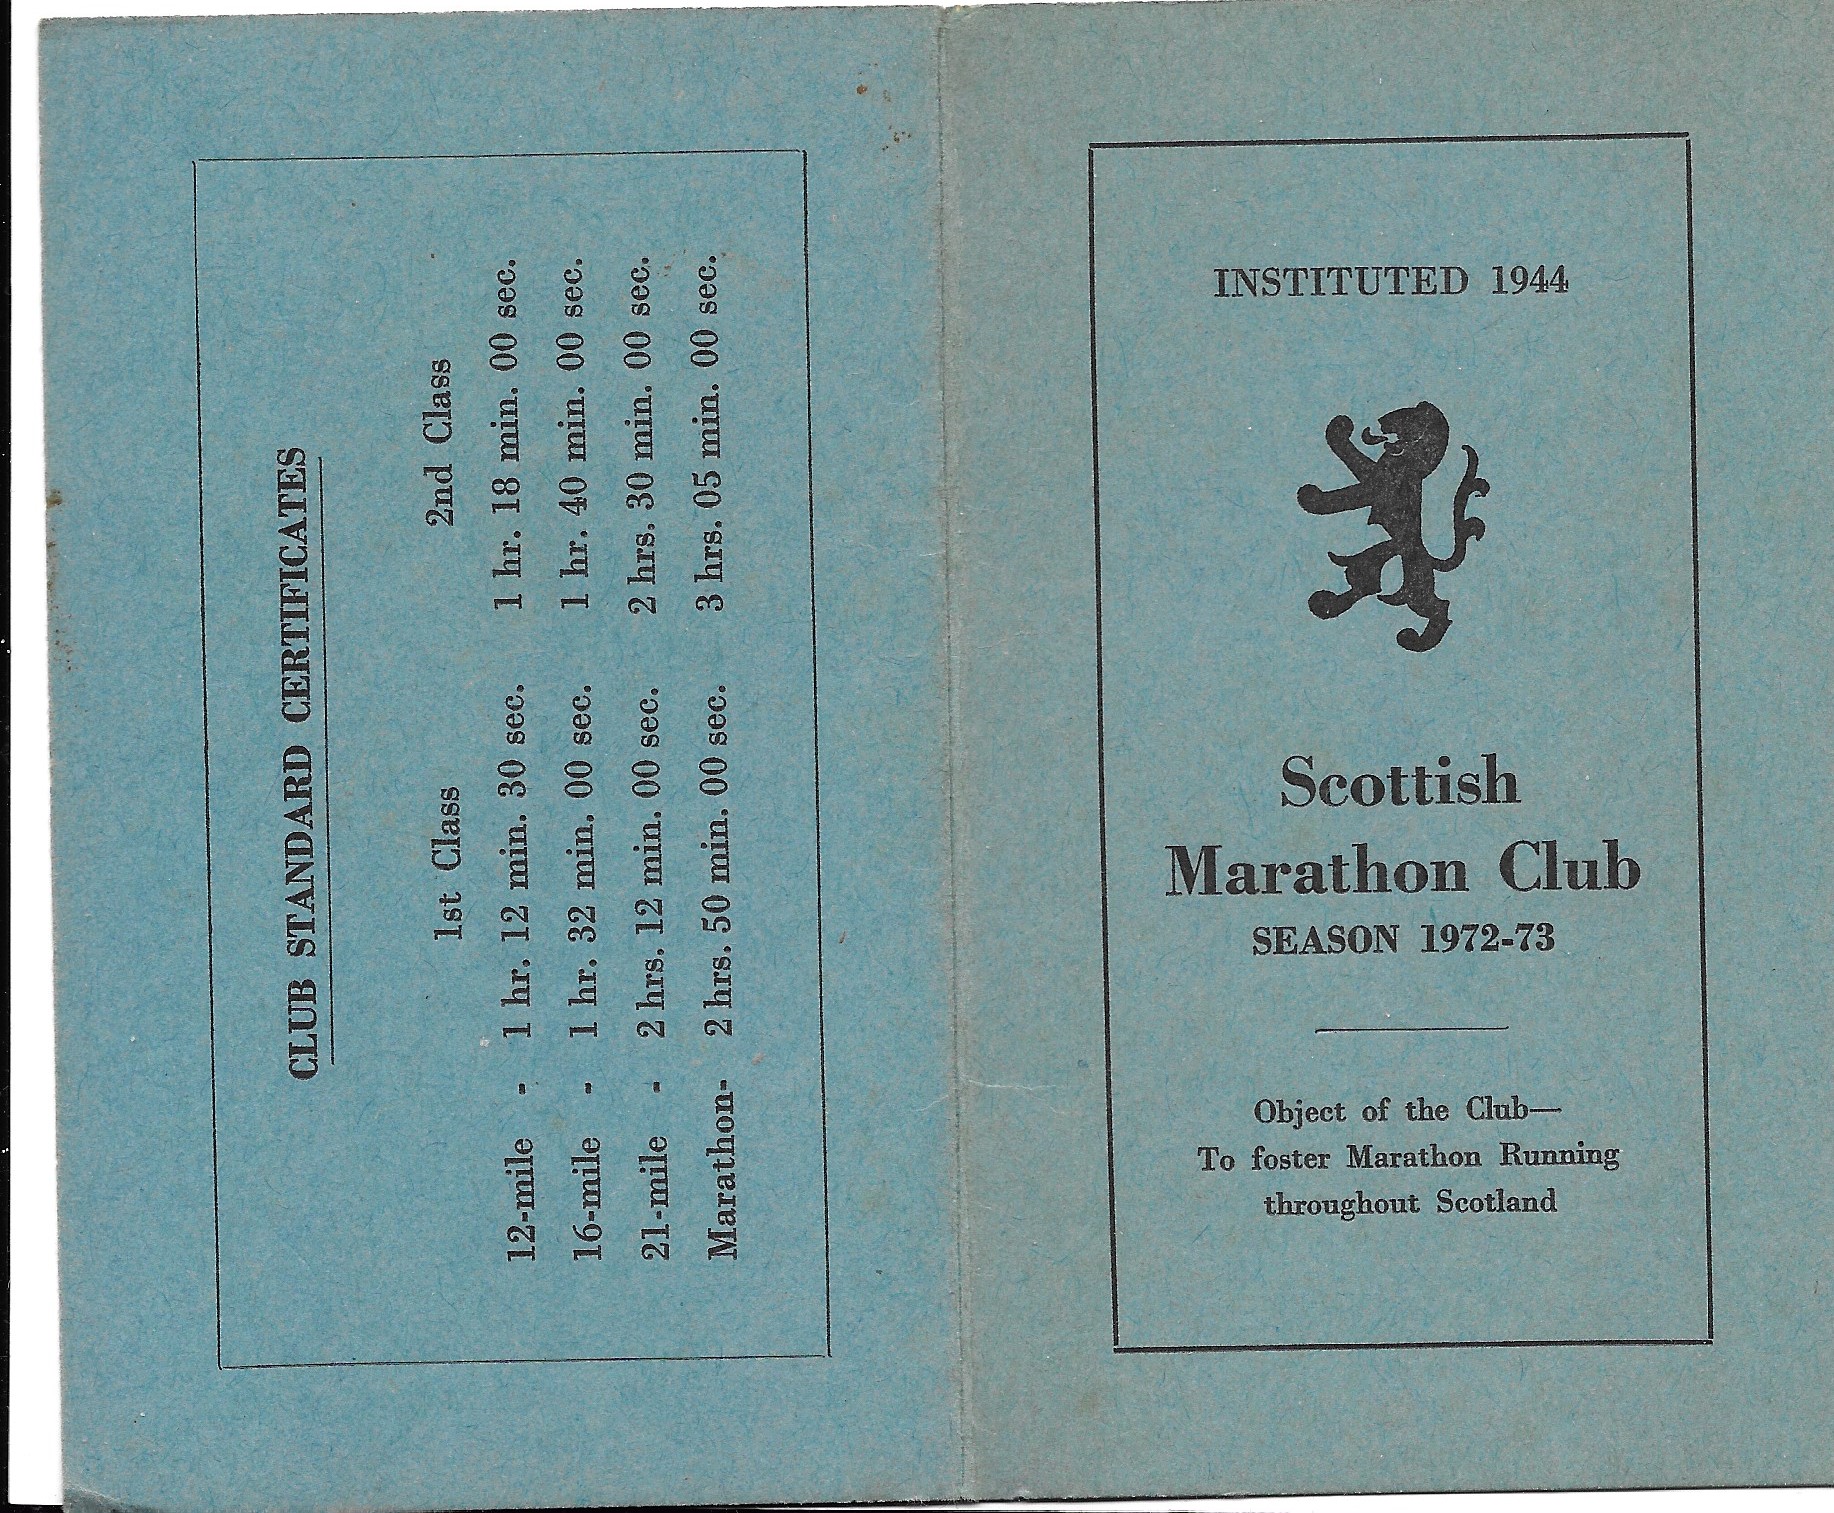 CLUB STANDARD CERTIFICATES
1st Class 2nd Class
12-mile - 1 hr. 12 min. 30 sec. 1 hr. 18 min. 00 sec.
16-mile - 1 hr. 32 min. 00 sec. 1 hr. 40 min. 00 sec.
21-mile - 2 hrs. 12 min. 00 sec. 2 hrs. 30 min. 00 sec.
Marathon- 2 hrs. 50 min. 00 sec. 3 hrs. 05 min. 00 sec.
INSTITUTED 1944
Scottish
Marathon Club
SEASON 1972-73
Object of the Club—
To foster Marathon Running
throughout Scotland